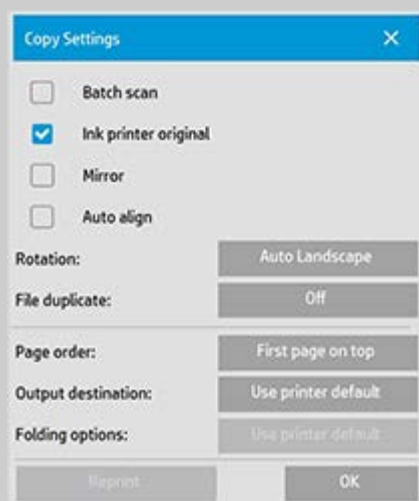 Copy Settings
Batch scan
Ink printer original
Mirror
Auto align
Rotation: Auto Landscape
File duplicate: Off
Page order: First page on top
Output destination: Use printer default
Folding options: Use printer default
Reprint OK